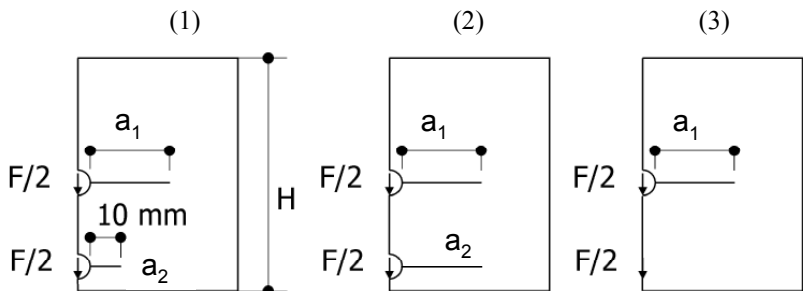 (1) (2) (3)
a1 a1 a1
F/2 F/2 F/2
H
10 mm
F/2 a2 F/2 a2 F/2